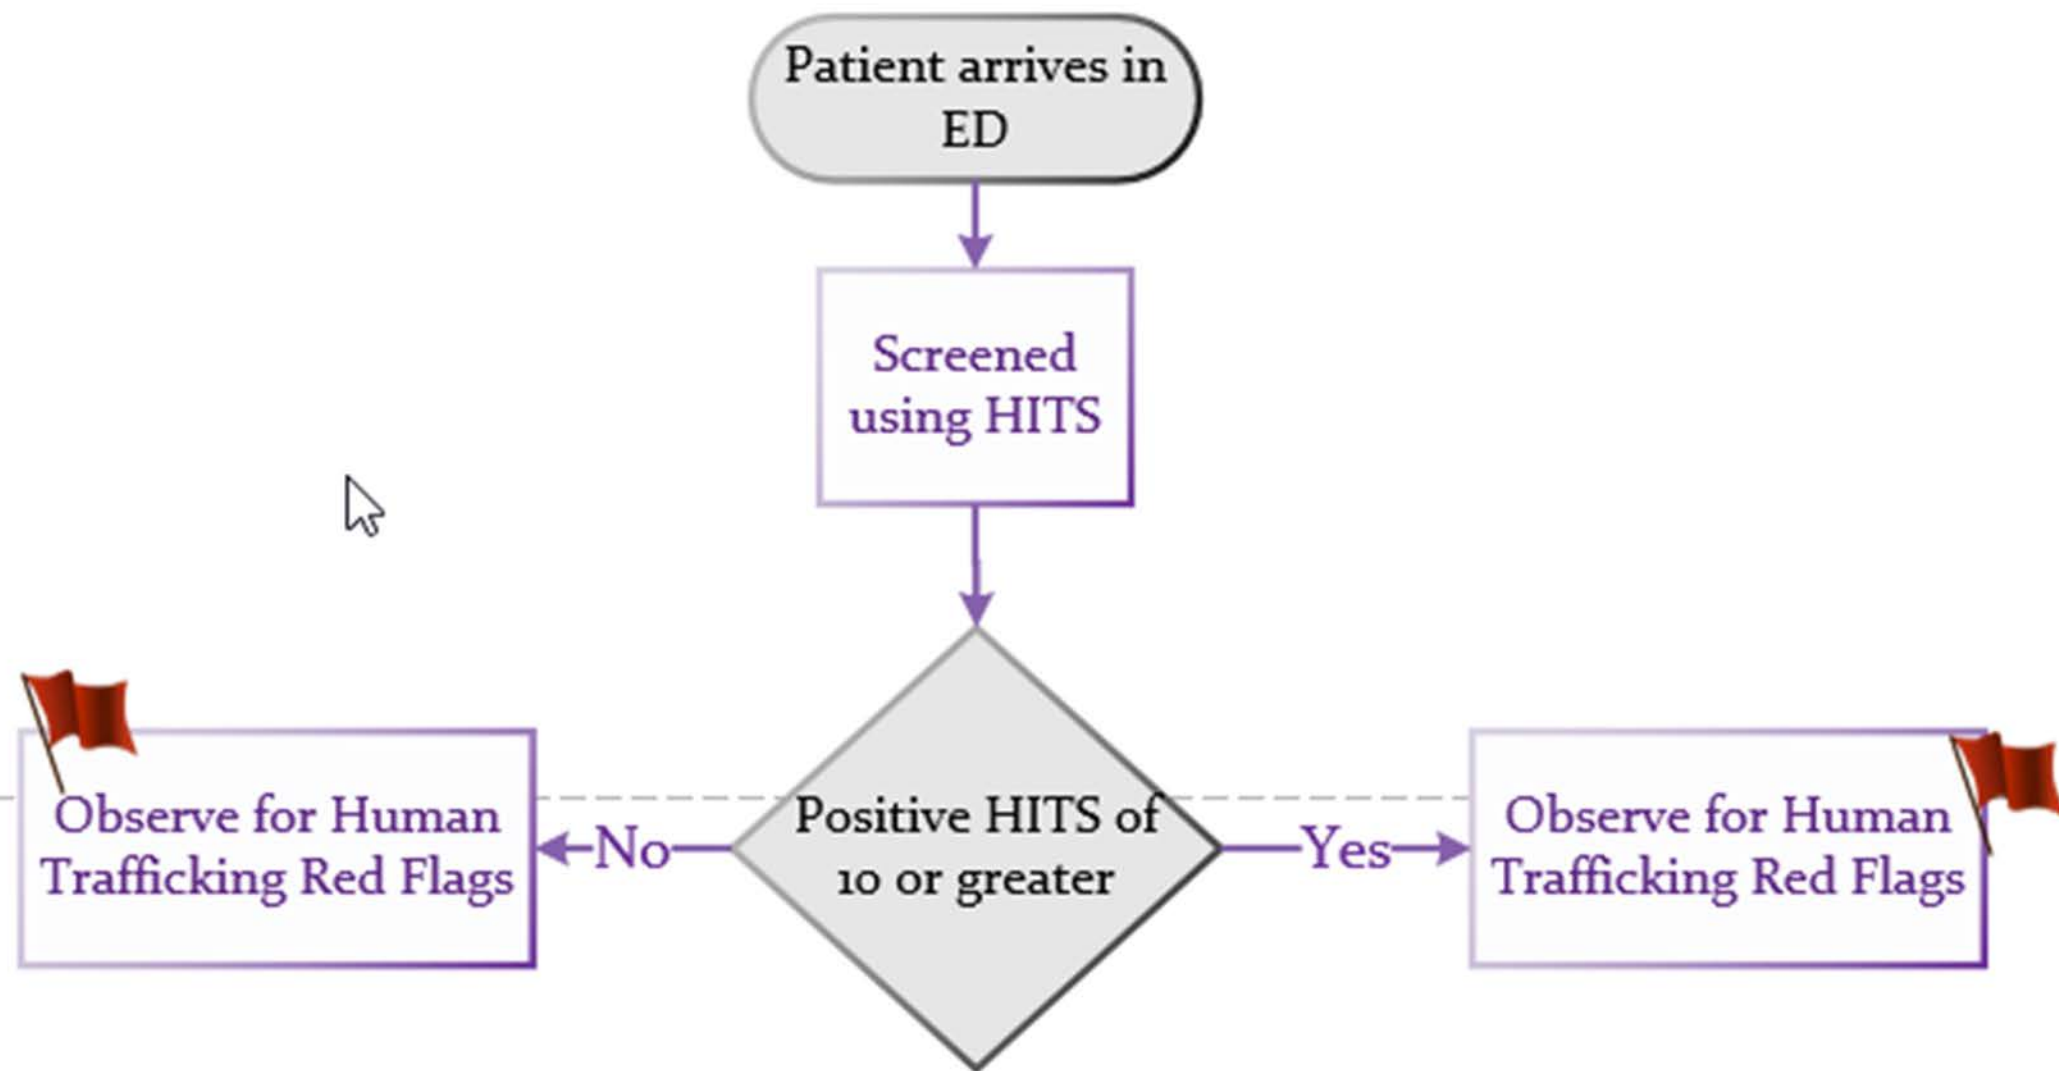 Patient arrives in
ED
Screened
using HITS
Observe for Human
Trafficking Red Flags
No
Positive HITS of
10 or greater
Yes
Observe for Human
Trafficking Red Flags